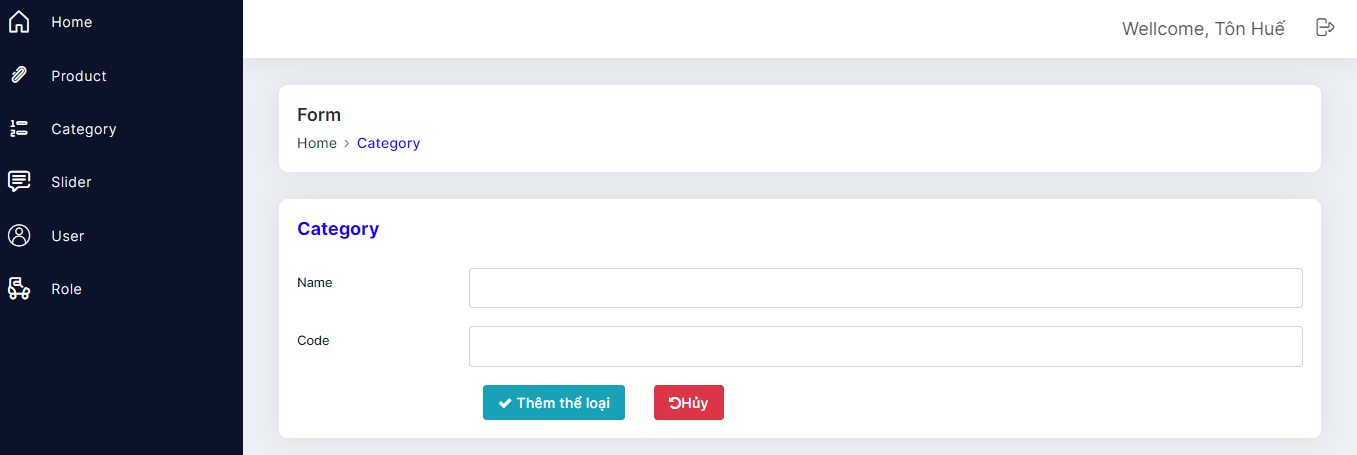 Home
Product
Category
Slider
User
Role
Wellcome, Tôn Huế
Form
Home > Category
Category
Name
Code
Thêm thể loại
Hủy